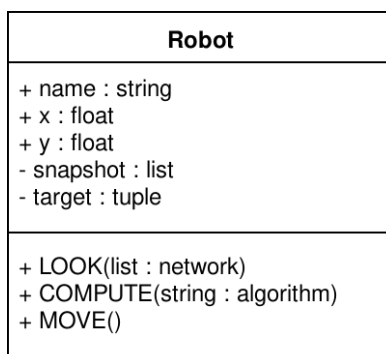 Robot
+ name : string
+ x : float
+ y : float
- snapshot : list
- target : tuple
+ LOOK(list : network)
+ COMPUTE(string : algorithm)
+ MOVE()